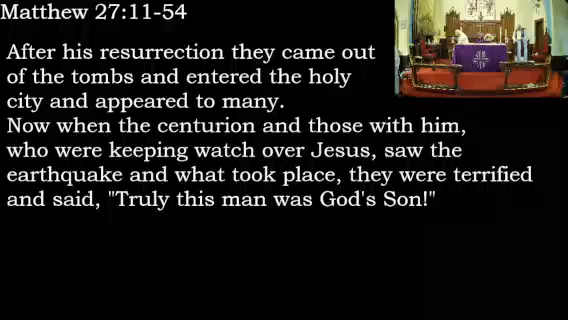 Matthew 27:11-54
After his resurrection they came out
of the tombs and entered the holy
city and appeared to many.
Now when the centurion and those with him,
who were keeping watch over Jesus, saw the
earthquake and what took place, they were terrified
and said, "Truly this man was God's Son!"